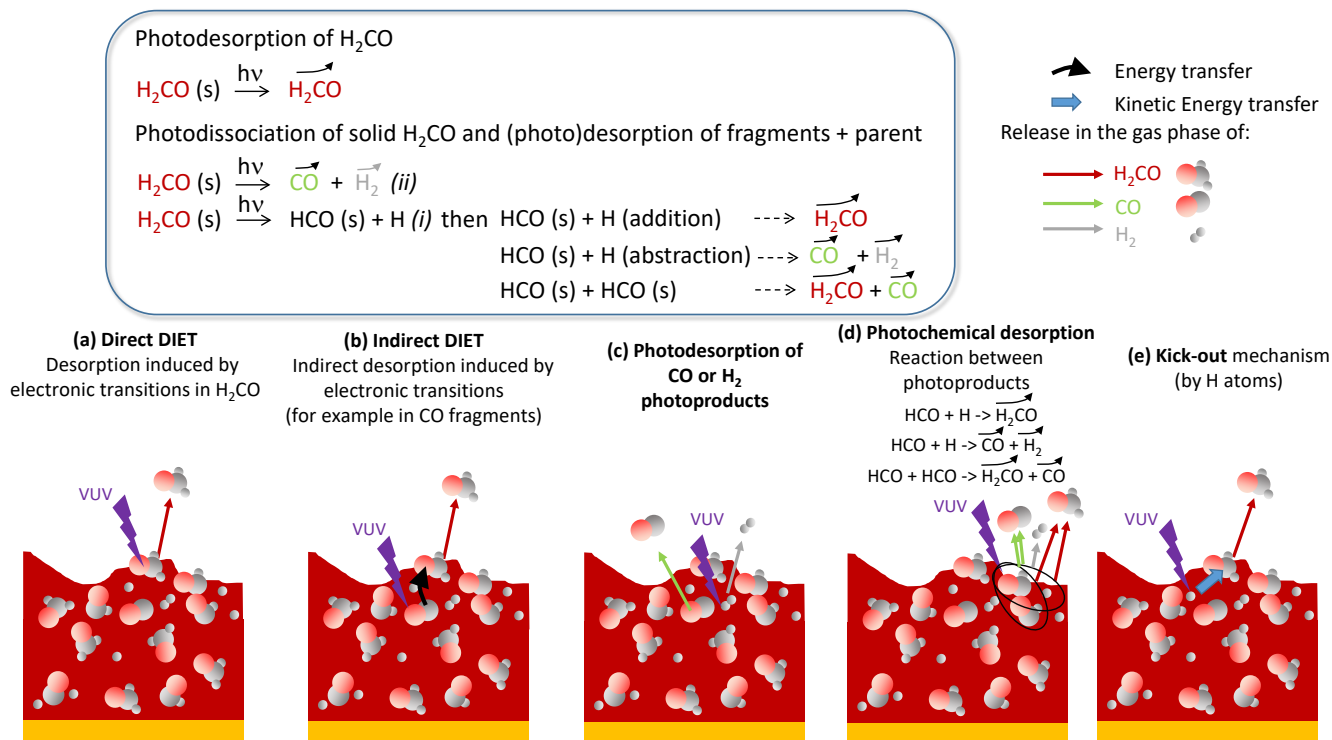 Photodesorption of H₂CO
H₂CO (s) hν → H₂CO
Photodissociation of solid H₂CO and (photo)desorption of fragments + parent
H₂CO (s) hν → CO + H₂ (ii)
H₂CO (s) hν → HCO (s) + H (i) then HCO (s) + H (addition) ----> H₂CO
HCO (s) + H (abstraction) ----> CO + H₂
HCO (s) + HCO (s) ----> H₂CO + CO
Energy transfer
Kinetic Energy transfer
Release in the gas phase of:
H₂CO
CO
H₂
(a) Direct DIET
Desorption induced by
electronic transitions in H₂CO
VUV
(b) Indirect DIET
Indirect desorption induced by
electronic transitions
(for example in CO fragments)
VUV
(c) Photodesorption of
CO or H₂
photoproducts
VUV
(d) Photochemical desorption
Reaction between
photoproducts
HCO + H -> H₂CO
HCO + H -> CO + H₂
HCO + HCO -> H₂CO + CO
VUV
(e) Kick-out mechanism
(by H atoms)
VUV